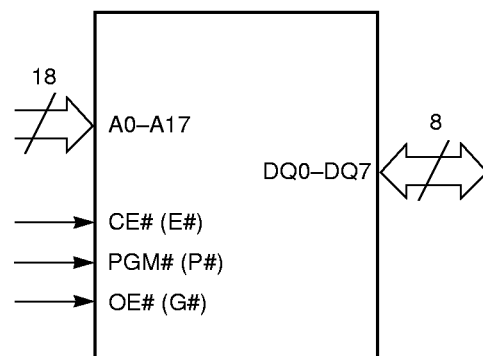 18
A0–A17
8
DQ0–DQ7
CE# (E#)
PGM# (P#)
OE# (G#)